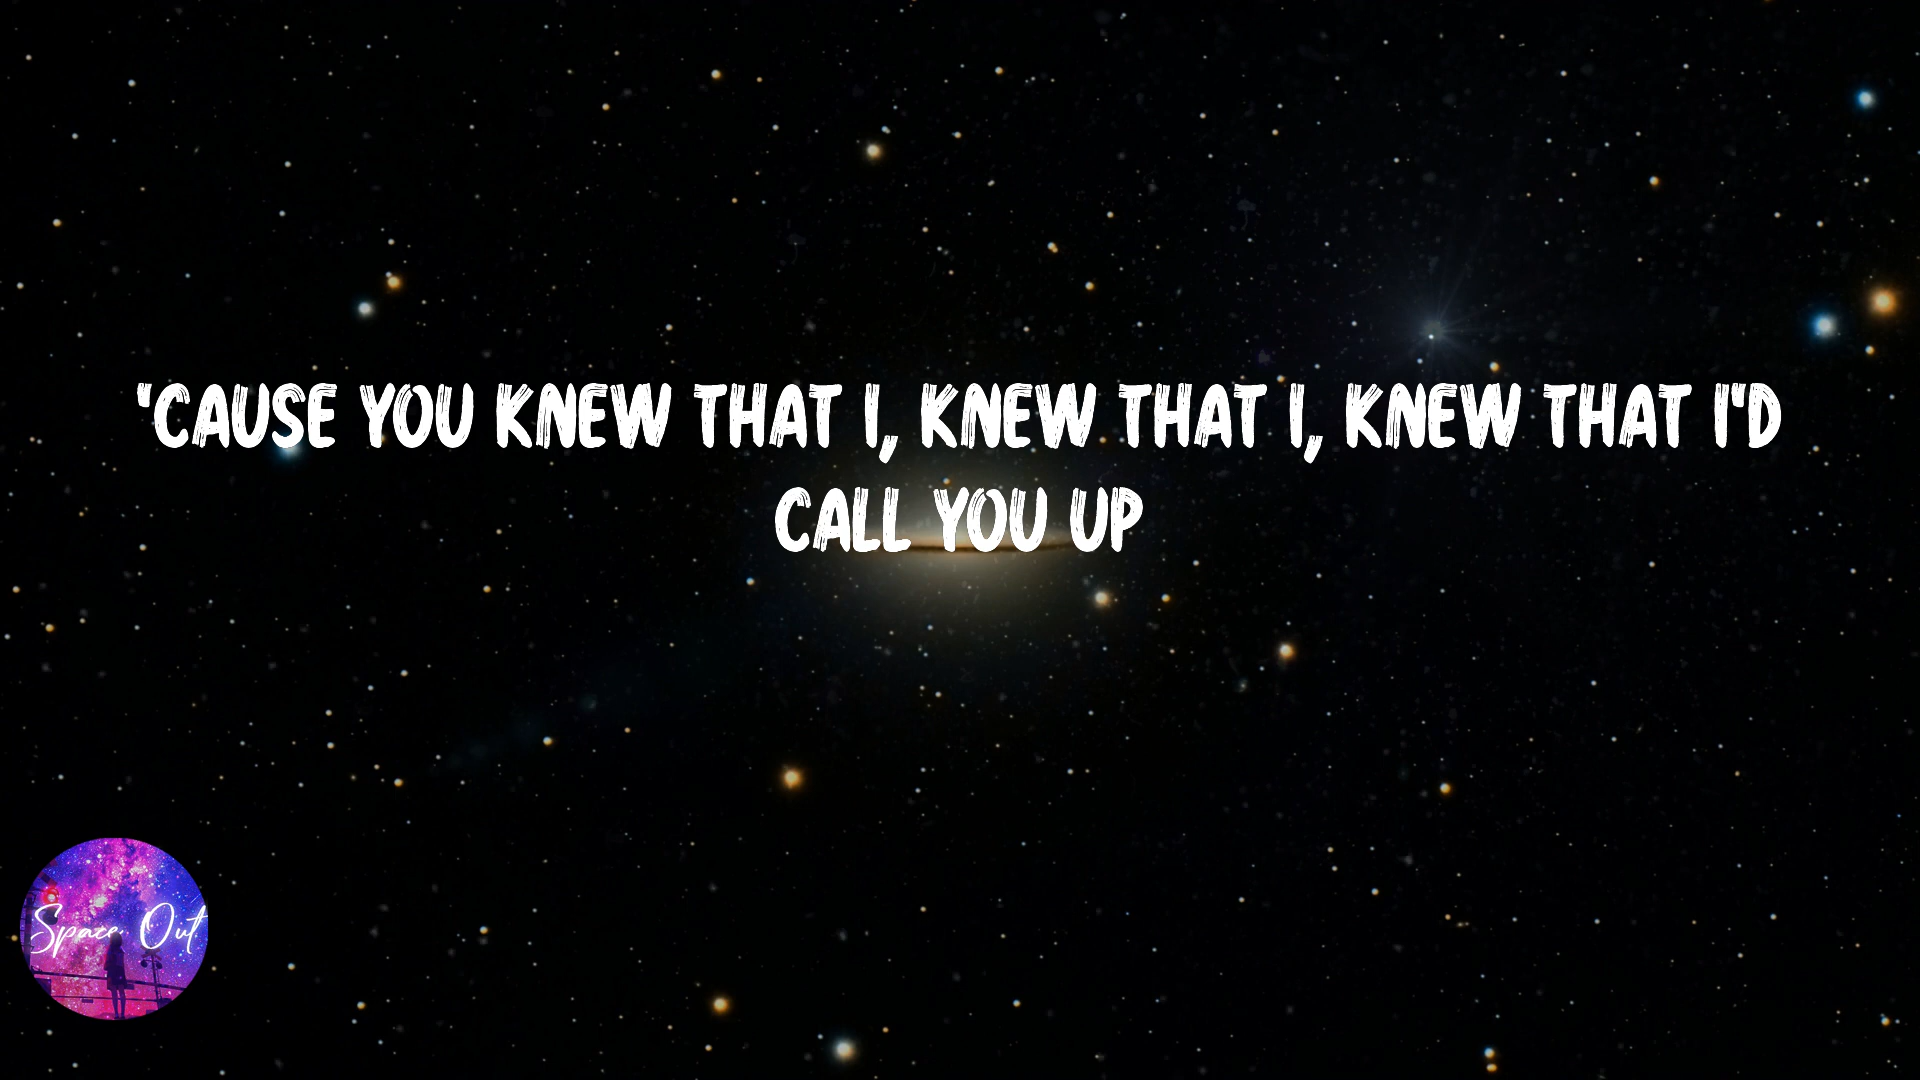 'CAUSE YOU KNEW THAT I, KNEW THAT I, KNEW THAT I'D
CALL YOU UP
Space Out